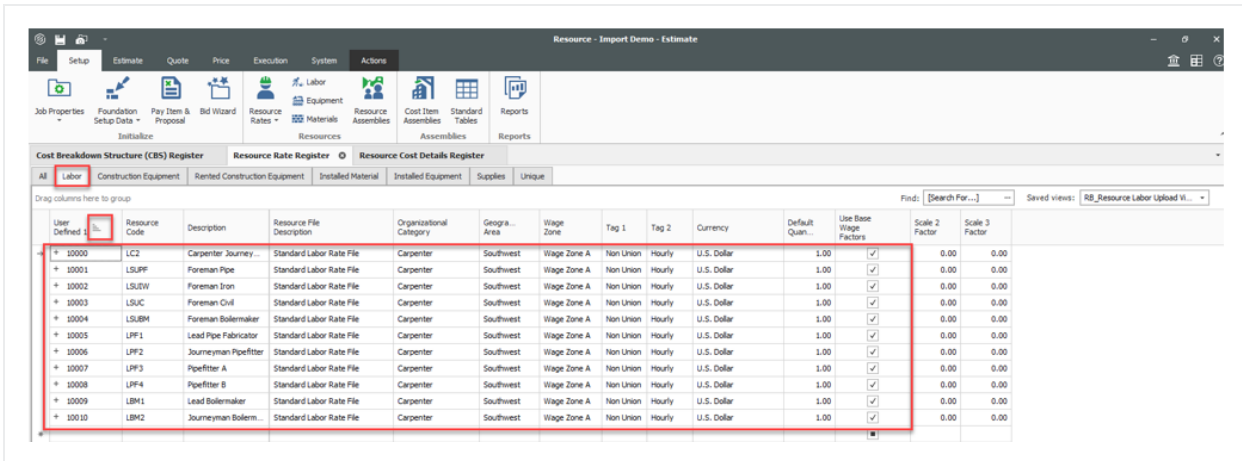 Resource - Import Demo - Estimate
File Setup Estimate Quote Price Execution System Actions
Job Properties
Foundation Setup Data
Pay Item & Proposal
Bid Wizard
Resource Rates
Labor
Equipment
Materials
Resource Assemblies
Cost Item Assemblies
Standard Tables
Reports
Initialize Resources Assemblies Reports
Cost Breakdown Structure (CBS) Register Resource Rate Register Resource Cost Details Register
All Labor Construction Equipment Rented Construction Equipment Installed Material Installed Equipment Supplies Unique
Drag columns here to group Find: [Search For...] Saved views: RB_Resource Labor Upload Vi...
User Defined 1 Resource Code Description Resource File Description Organizational Category Geogra... Area Wage Zone Tag 1 Tag 2 Currency Default Quan... Use Base Wage Factors Scale 2 Factor Scale 3 Factor
+ 10000 LC2 Carpenter Journey... Standard Labor Rate File Carpenter Southwest Wage Zone A Non Union Hourly U.S. Dollar 1.00 0.00 0.00
+ 10001 LSUPF Foreman Pipe Standard Labor Rate File Carpenter Southwest Wage Zone A Non Union Hourly U.S. Dollar 1.00 0.00 0.00
+ 10002 LSUIW Foreman Iron Standard Labor Rate File Carpenter Southwest Wage Zone A Non Union Hourly U.S. Dollar 1.00 0.00 0.00
+ 10003 LSUC Foreman Civil Standard Labor Rate File Carpenter Southwest Wage Zone A Non Union Hourly U.S. Dollar 1.00 0.00 0.00
+ 10004 LSUBM Foreman Boilermaker Standard Labor Rate File Carpenter Southwest Wage Zone A Non Union Hourly U.S. Dollar 1.00 0.00 0.00
+ 10005 LPF1 Lead Pipe Fabricator Standard Labor Rate File Carpenter Southwest Wage Zone A Non Union Hourly U.S. Dollar 1.00 0.00 0.00
+ 10006 LPF2 Journeyman Pipefitter Standard Labor Rate File Carpenter Southwest Wage Zone A Non Union Hourly U.S. Dollar 1.00 0.00 0.00
+ 10007 LPF3 Pipefitter A Standard Labor Rate File Carpenter Southwest Wage Zone A Non Union Hourly U.S. Dollar 1.00 0.00 0.00
+ 10008 LPF4 Pipefitter B Standard Labor Rate File Carpenter Southwest Wage Zone A Non Union Hourly U.S. Dollar 1.00 0.00 0.00
+ 10009 LBM1 Lead Boilermaker Standard Labor Rate File Carpenter Southwest Wage Zone A Non Union Hourly U.S. Dollar 1.00 0.00 0.00
+ 10010 LBM2 Journeyman Boilerm... Standard Labor Rate File Carpenter Southwest Wage Zone A Non Union Hourly U.S. Dollar 1.00 0.00 0.00